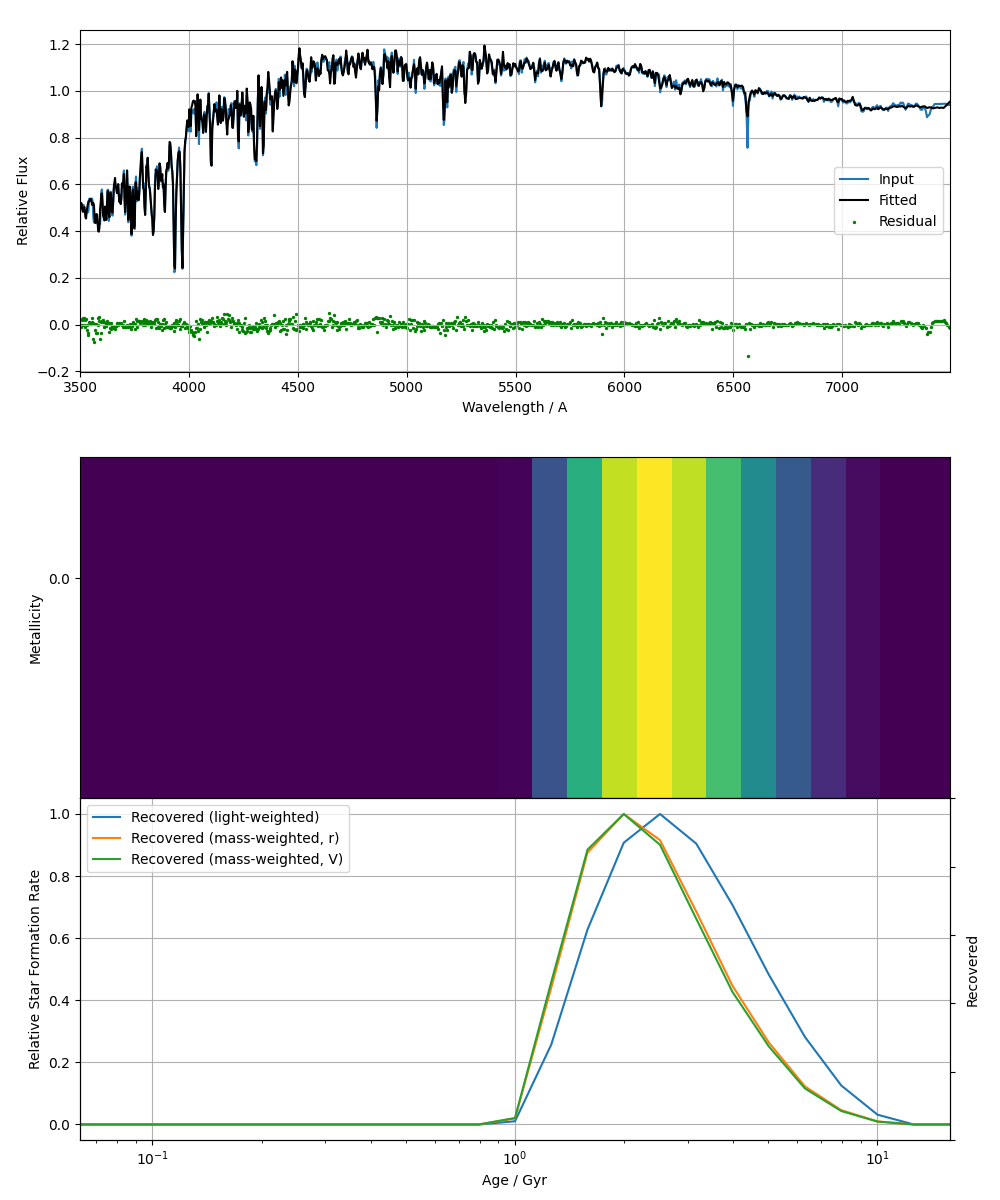 1.2
1.0
0.8
0.6
0.4
0.2
0.0
−0.2
Relative Flux
Input
Fitted
Residual
3500 4000 4500 5000 5500 6000 6500 7000
Wavelength / A
0.0
Metallicity
Recovered (light-weighted)
Recovered (mass-weighted, r)
Recovered (mass-weighted, V)
1.0
0.8
0.6
0.4
0.2
0.0
Relative Star Formation Rate
Recovered
10⁻¹ 10⁰ 10¹
Age / Gyr